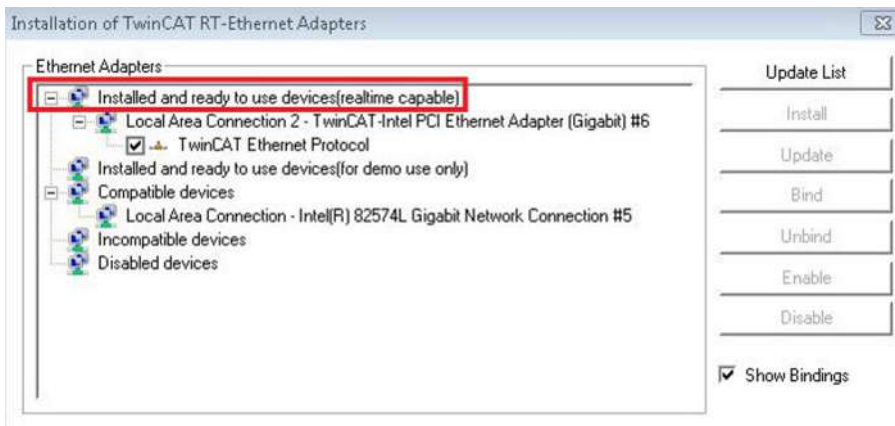 Installation of TwinCAT RT-Ethernet Adapters
Ethernet Adapters
Installed and ready to use devices(realtime capable)
Local Area Connection 2 - TwinCAT-Intel PCI Ethernet Adapter (Gigabit) #6
TwinCAT Ethernet Protocol
Installed and ready to use devices(for demo use only)
Compatible devices
Local Area Connection - Intel(R) 82574L Gigabit Network Connection #5
Incompatible devices
Disabled devices
Update List
Install
Update
Bind
Unbind
Enable
Disable
Show Bindings